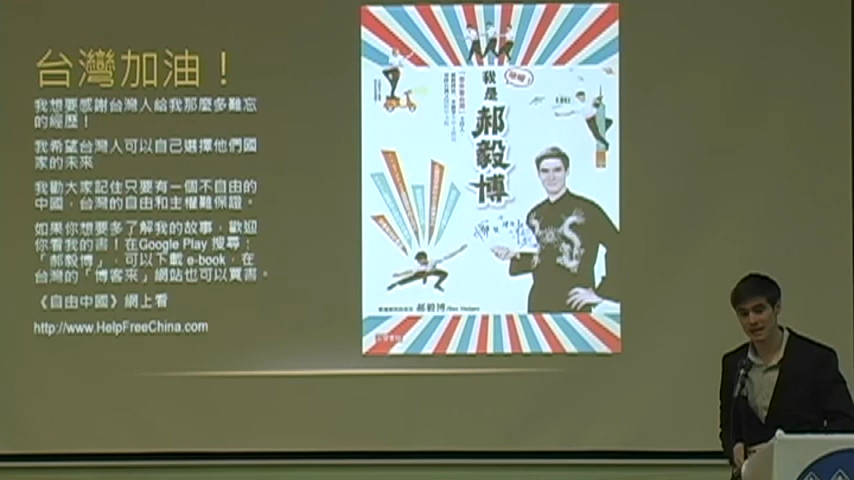 台灣加油！
我想要感謝台灣人給我那麼多難忘
的經歷！
我希望台灣人可以自己選擇他們國
家的未來
我勸大家記住只要有一個不自由的
中國，台灣的自由和主權難保證。
如果你想要多了解我的故事，歡迎
你看我的書！在Google Play 搜尋：
「郝毅博」，可以下載 e-book，在
台灣的「博客來」網站也可以買書。
《自由中國》網上看
http://www.HelpFreeChina.com
我是
郝毅博
郝毅博/Ben Hedges